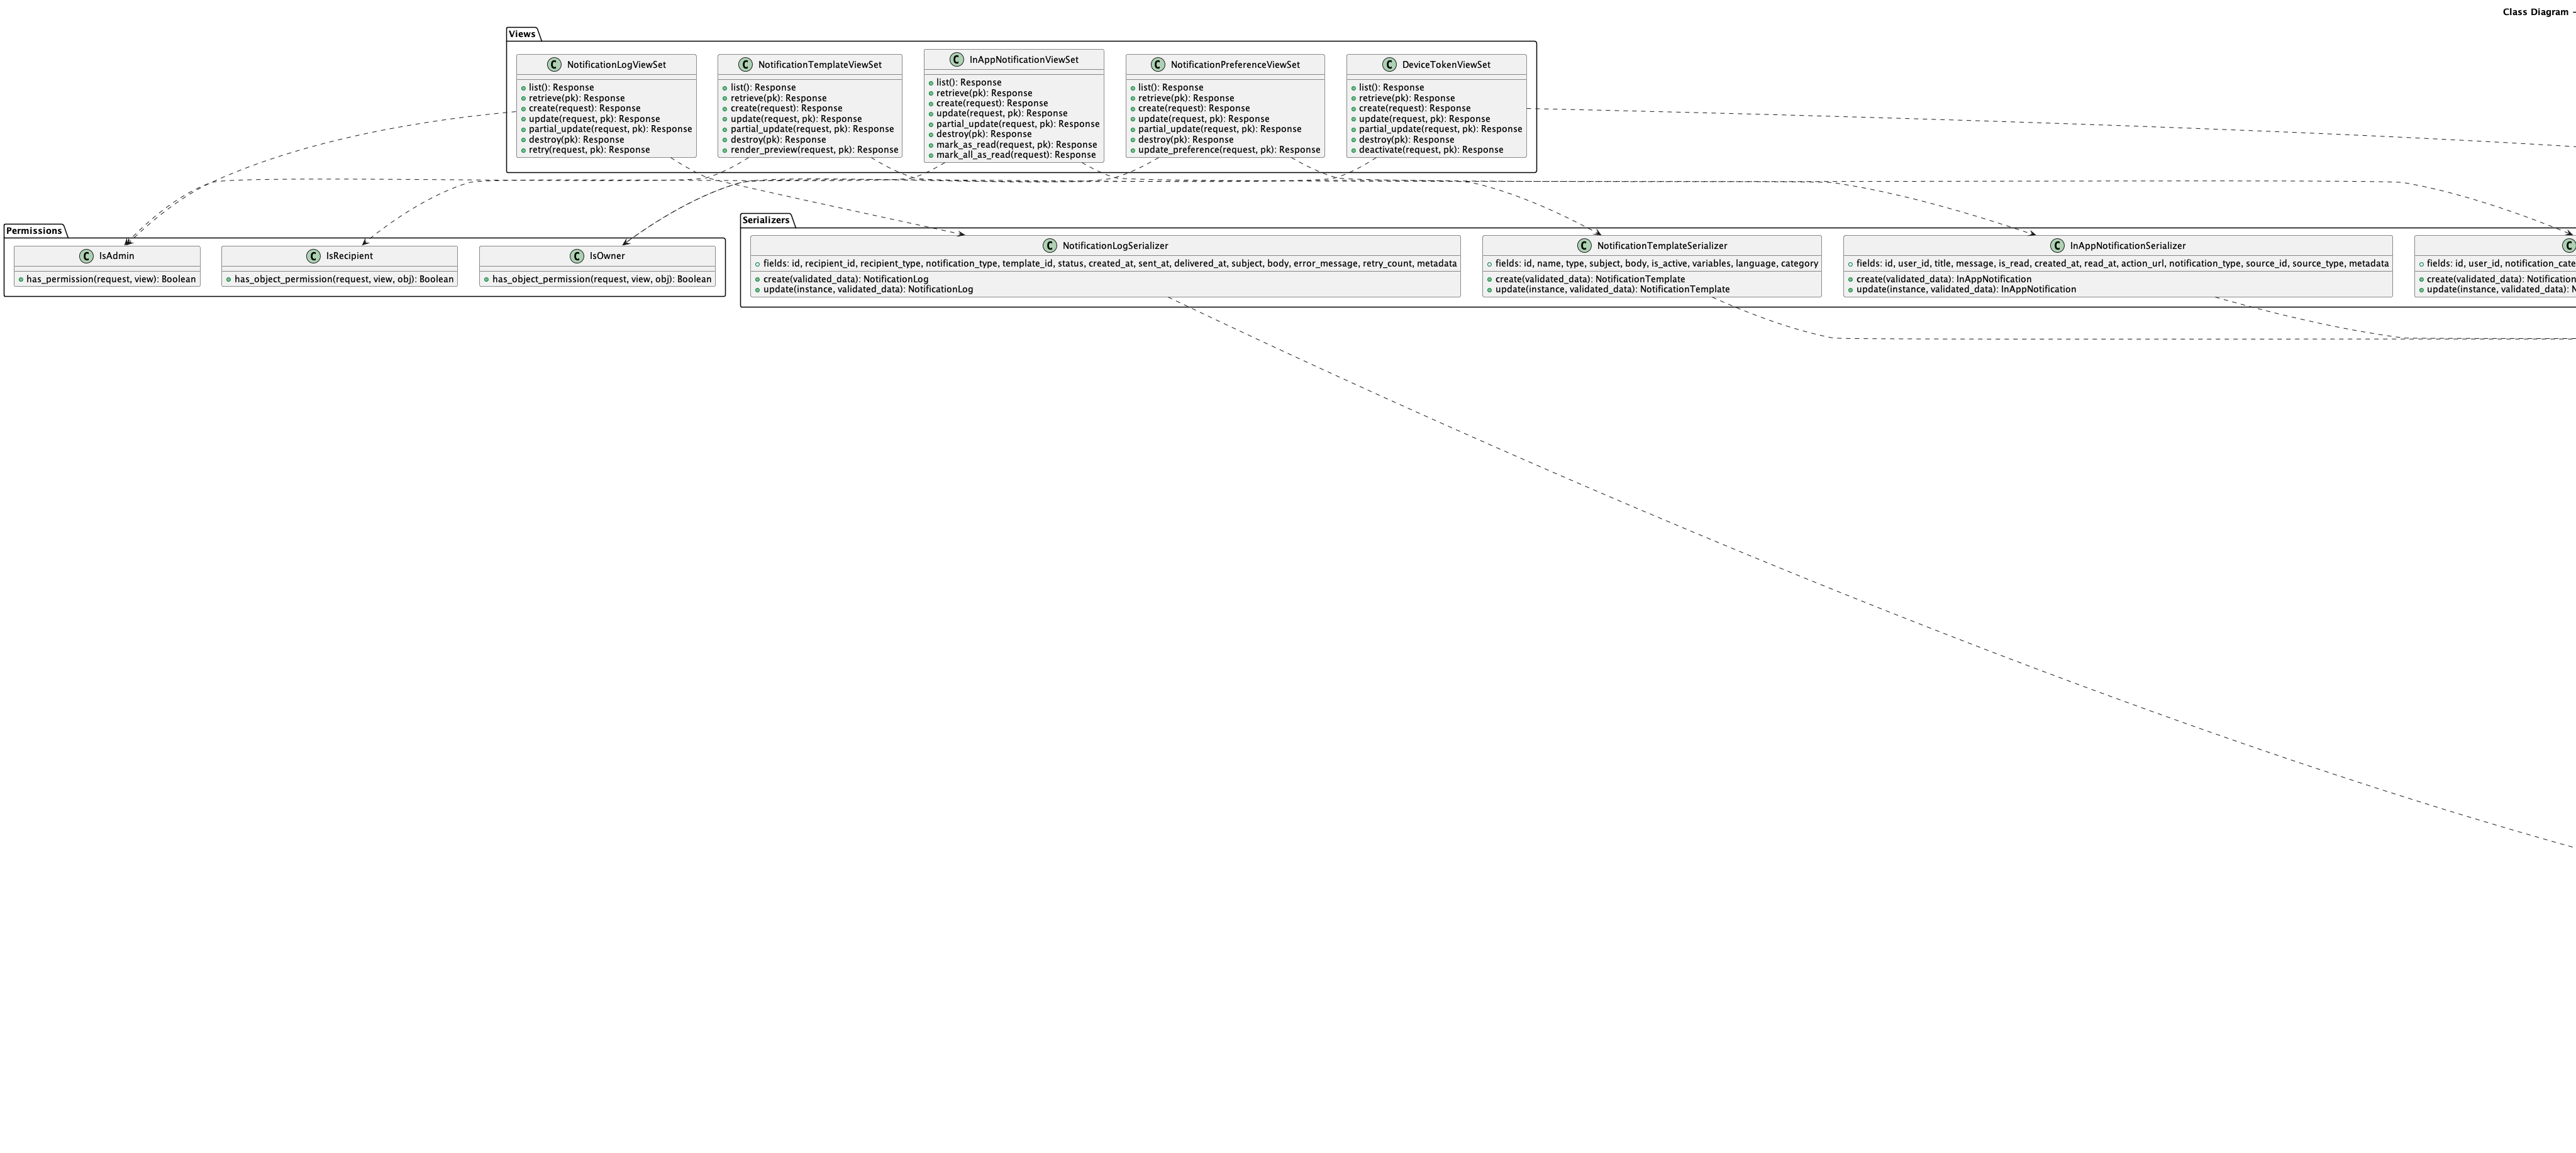 Class Diagram -
Views
NotificationLogViewSet
list(): Response
retrieve(pk): Response
create(request): Response
update(request, pk): Response
partial_update(request, pk): Response
destroy(pk): Response
retry(request, pk): Response
NotificationTemplateViewSet
list(): Response
retrieve(pk): Response
create(request): Response
update(request, pk): Response
partial_update(request, pk): Response
destroy(pk): Response
render_preview(request, pk): Response
InAppNotificationViewSet
list(): Response
retrieve(pk): Response
create(request): Response
update(request, pk): Response
partial_update(request, pk): Response
destroy(pk): Response
mark_as_read(request, pk): Response
mark_all_as_read(request): Response
NotificationPreferenceViewSet
list(): Response
retrieve(pk): Response
create(request): Response
update(request, pk): Response
partial_update(request, pk): Response
destroy(pk): Response
update_preference(request, pk): Response
DeviceTokenViewSet
list(): Response
retrieve(pk): Response
create(request): Response
update(request, pk): Response
partial_update(request, pk): Response
destroy(pk): Response
deactivate(request, pk): Response
Permissions
IsAdmin
has_permission(request, view): Boolean
IsRecipient
has_object_permission(request, view, obj): Boolean
IsOwner
has_object_permission(request, view, obj): Boolean
Serializers
NotificationLogSerializer
fields: id, recipient_id, recipient_type, notification_type, template_id, status, created_at, sent_at, delivered_at, subject, body, error_message, retry_count, metadata
create(validated_data): NotificationLog
update(instance, validated_data): NotificationLog
NotificationTemplateSerializer
fields: id, name, type, subject, body, is_active, variables, language, category
create(validated_data): NotificationTemplate
update(instance, validated_data): NotificationTemplate
InAppNotificationSerializer
fields: id, user_id, title, message, is_read, created_at, read_at, action_url, notification_type, source_id, source_type, metadata
create(validated_data): InAppNotification
update(instance, validated_data): InAppNotification
fields: id, user_id, notification_cate
create(validated_data): Notification
update(instance, validated_data): N